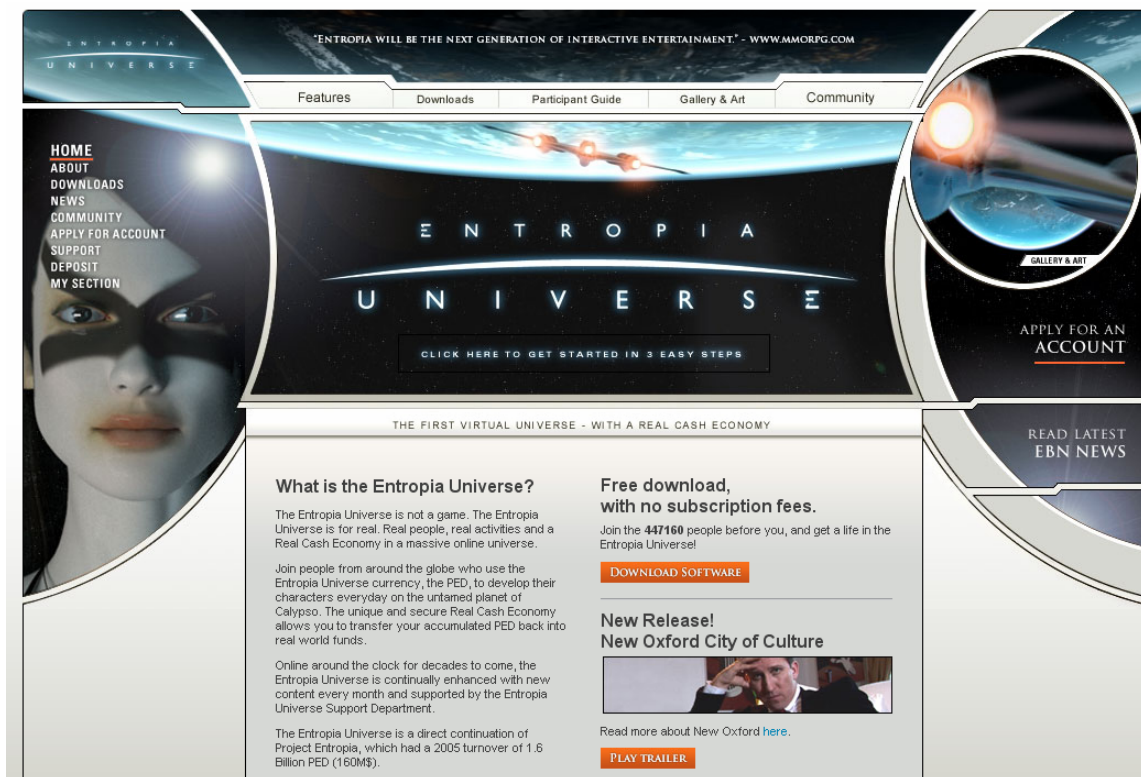 ENTROPIA
UNIVERSE
"ENTROPIA WILL BE THE NEXT GENERATION OF INTERACTIVE ENTERTAINMENT." - WWW.MMORPG.COM
Features
Downloads
Participant Guide
Gallery & Art
Community
HOME
ABOUT
DOWNLOADS
NEWS
COMMUNITY
APPLY FOR ACCOUNT
SUPPORT
DEPOSIT
MY SECTION
ENTROPIA
UNIVERSE
CLICK HERE TO GET STARTED IN 3 EASY STEPS
GALLERY & ART
APPLY FOR AN
ACCOUNT
READ LATEST
EBN NEWS
THE FIRST VIRTUAL UNIVERSE - WITH A REAL CASH ECONOMY
What is the Entropia Universe?
The Entropia Universe is not a game. The Entropia
Universe is for real. Real people, real activities and a
Real Cash Economy in a massive online universe.
Join people from around the globe who use the
Entropia Universe currency, the PED, to develop their
characters everyday on the untamed planet of
Calypso. The unique and secure Real Cash Economy
allows you to transfer your accumulated PED back into
real world funds.
Online around the clock for decades to come, the
Entropia Universe is continually enhanced with new
content every month and supported by the Entropia
Universe Support Department.
The Entropia Universe is a direct continuation of
Project Entropia, which had a 2005 turnover of 1.6
Billion PED (160M$).
Free download,
with no subscription fees.
Join the 447160 people before you, and get a life in the
Entropia Universe!
DOWNLOAD SOFTWARE
New Release!
New Oxford City of Culture
Read more about New Oxford here.
PLAY TRAILER